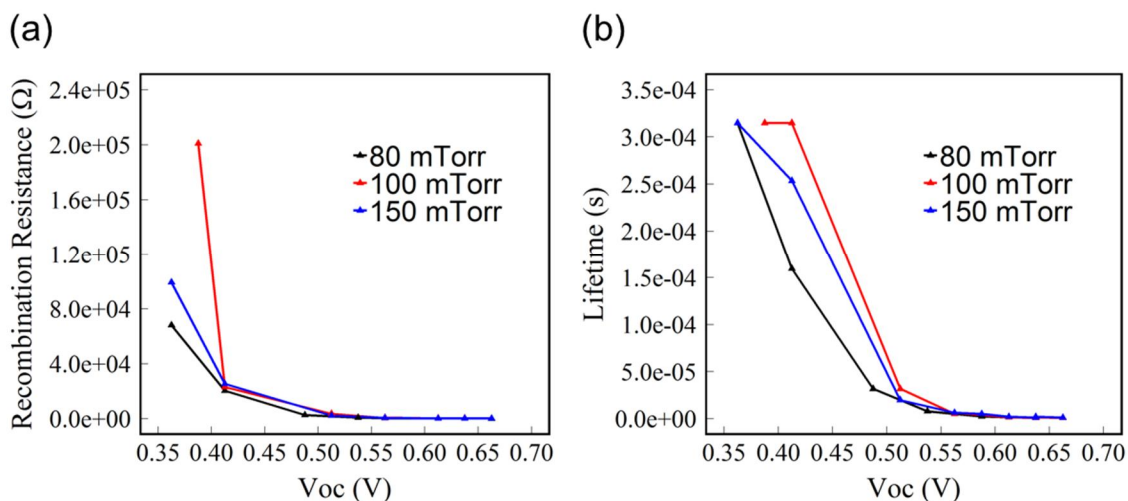 (a)
Recombination Resistance (Ω)
2.4e+05
2.0e+05
1.6e+05
1.2e+05
8.0e+04
4.0e+04
0.0e+00
80 mTorr
100 mTorr
150 mTorr
0.35 0.40 0.45 0.50 0.55 0.60 0.65 0.70
Voc (V)
(b)
Lifetime (s)
3.5e-04
3.0e-04
2.5e-04
2.0e-04
1.5e-04
1.0e-04
5.0e-05
0.0e+00
80 mTorr
100 mTorr
150 mTorr
0.35 0.40 0.45 0.50 0.55 0.60 0.65 0.70
Voc (V)